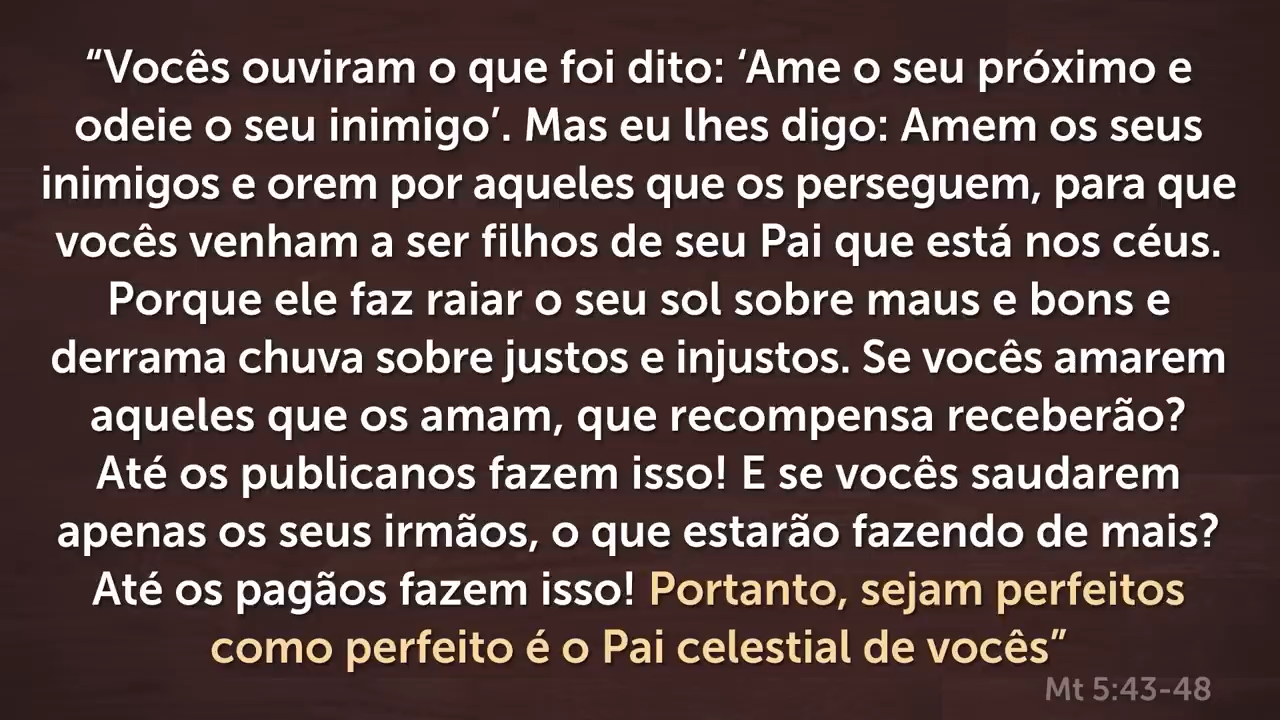 “Vocês ouviram o que foi dito: ‘Ame o seu próximo e
odeie o seu inimigo’. Mas eu lhes digo: Amem os seus
inimigos e orem por aqueles que os perseguem, para que
vocês venham a ser filhos de seu Pai que está nos céus.
Porque ele faz raiar o seu sol sobre maus e bons e
derrama chuva sobre justos e injustos. Se vocês amarem
aqueles que os amam, que recompensa receberão?
Até os publicanos fazem isso! E se vocês saudarem
apenas os seus irmãos, o que estarão fazendo de mais?
Até os pagãos fazem isso! Portanto, sejam perfeitos
como perfeito é o Pai celestial de vocês”
Mt 5:43-48